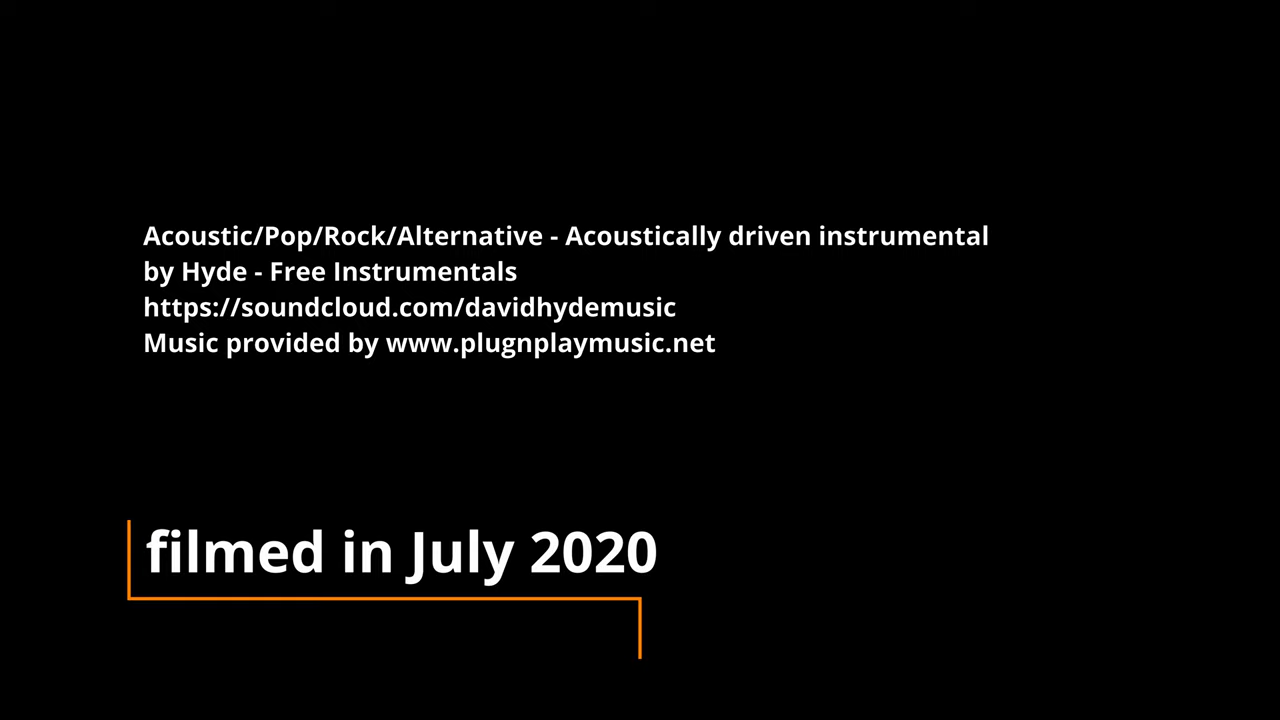 Acoustic/Pop/Rock/Alternative - Acoustically driven instrumental
by Hyde - Free Instrumentals
https://soundcloud.com/davidhydemusic
Music provided by www.plugnplaymusic.net
filmed in July 2020